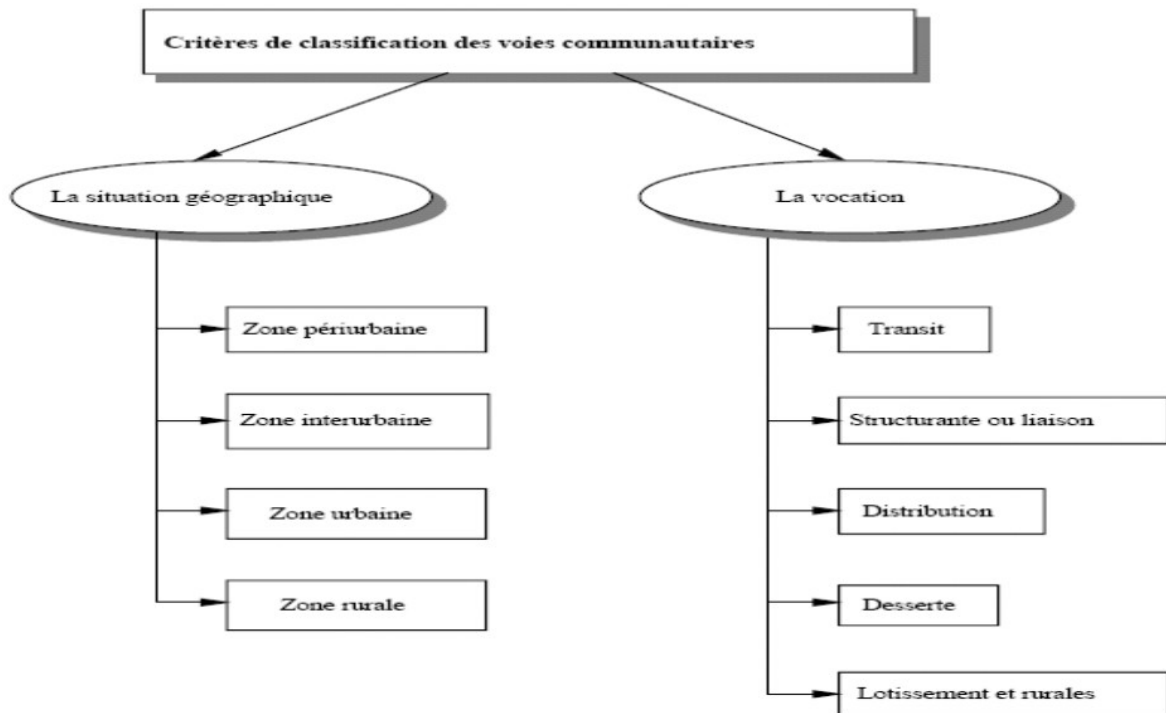 Critères de classification des voies communautaires
La situation géographique
La vocation
Zone périurbaine
Zone interurbaine
Zone urbaine
Zone rurale
Transit
Structurante ou liaison
Distribution
Desserte
Lotissement et rurales